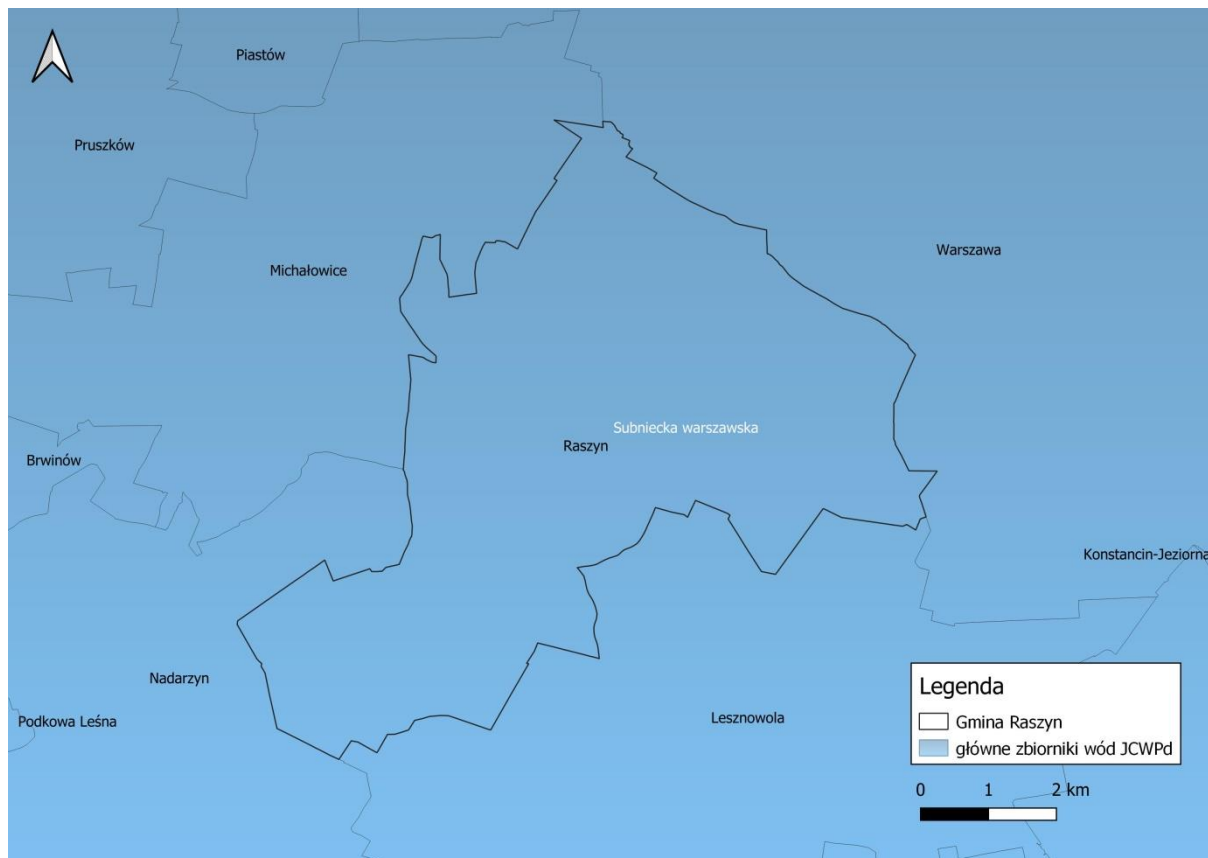 Piastów
Pruszków
Warszawa
Michałowice
Subniecka warszawska
Raszyn
Brwinów
Konstancin-Jeziorna
Nadarzyn
Podkowa Leśna
Lesznowola
Legenda
Gmina Raszyn
główne zbiorniki wód JCWPd
0 1 2 km